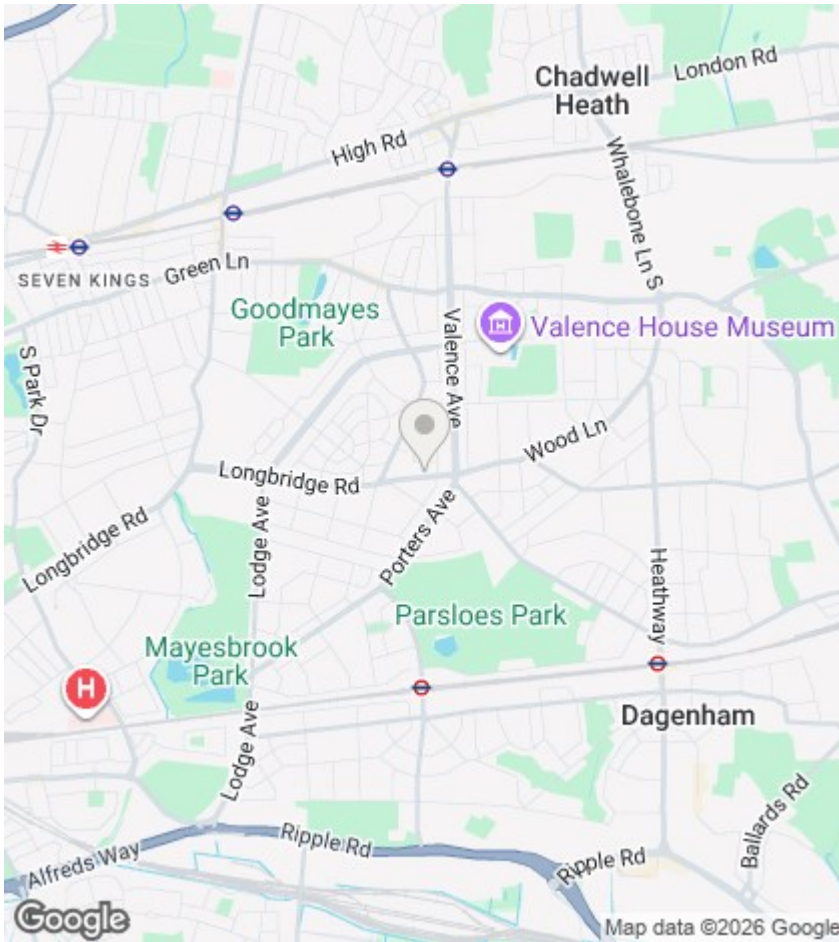 Chadwell
Heath
London Rd
High Rd
Whalebone Ln S
SEVEN KINGS
Green Ln
Goodmayes
Park
Valence Ave
Valence House Museum
S Park Dr
Wood Ln
Longbridge Rd
Longbridge Rd
Lodge Ave
Porters Ave
Heathway
Parsloes Park
Mayesbrook
Park
H
Dagenham
Lodge Ave
Ballards Rd
Ripple Rd
Ripple Rd
Alfreds Way
Google
Map data ©2026 Google